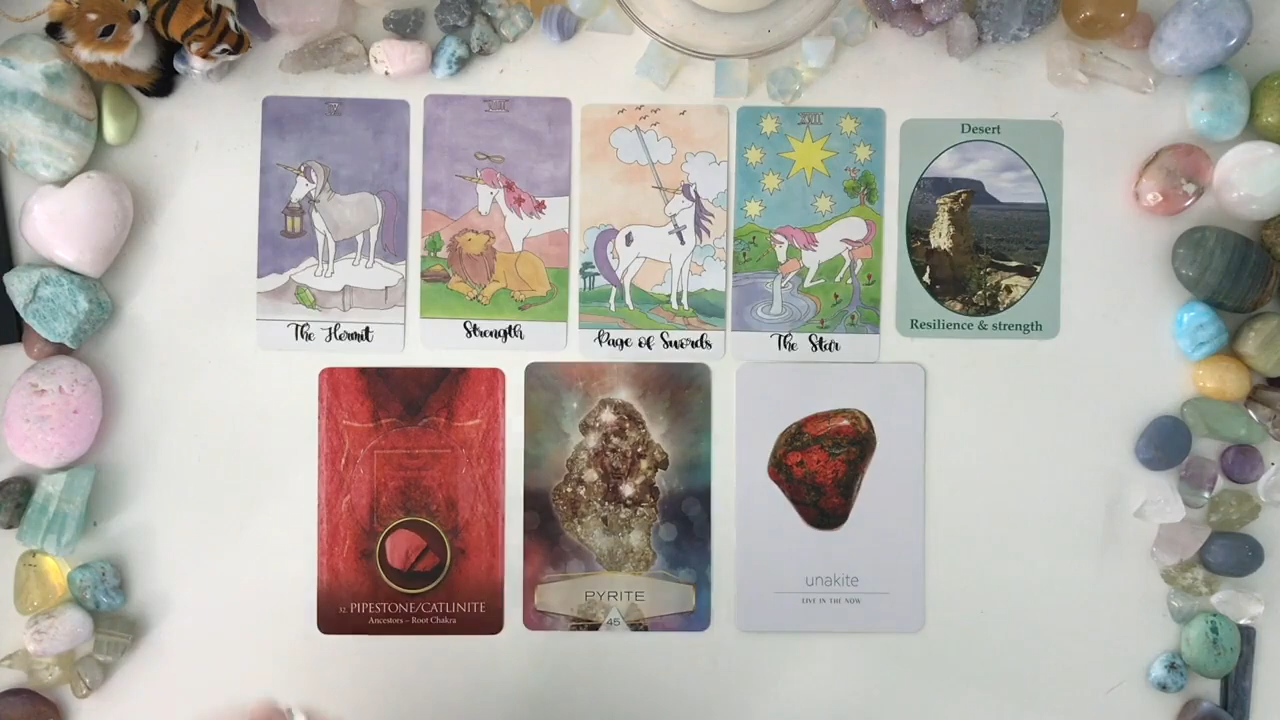 The Hermit
Strength
Page of Swords
XVII
The Star
Desert
Resilience & strength
32. PIPESTONE/CATLINITE
Ancestors – Root Chakra
PYRITE
45
unakite
LIVE IN THE NOW